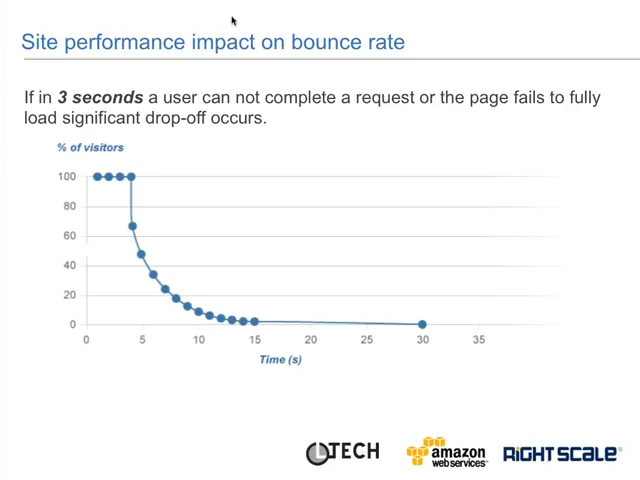 Site performance impact on bounce rate
If in 3 seconds a user can not complete a request or the page fails to fully
load significant drop-off occurs.
% of visitors
100
80
60
40
20
0
0 5 10 15 20 25 30 35
Time (s)
LTECH
amazon
webservices™
RIGHTSCALE®